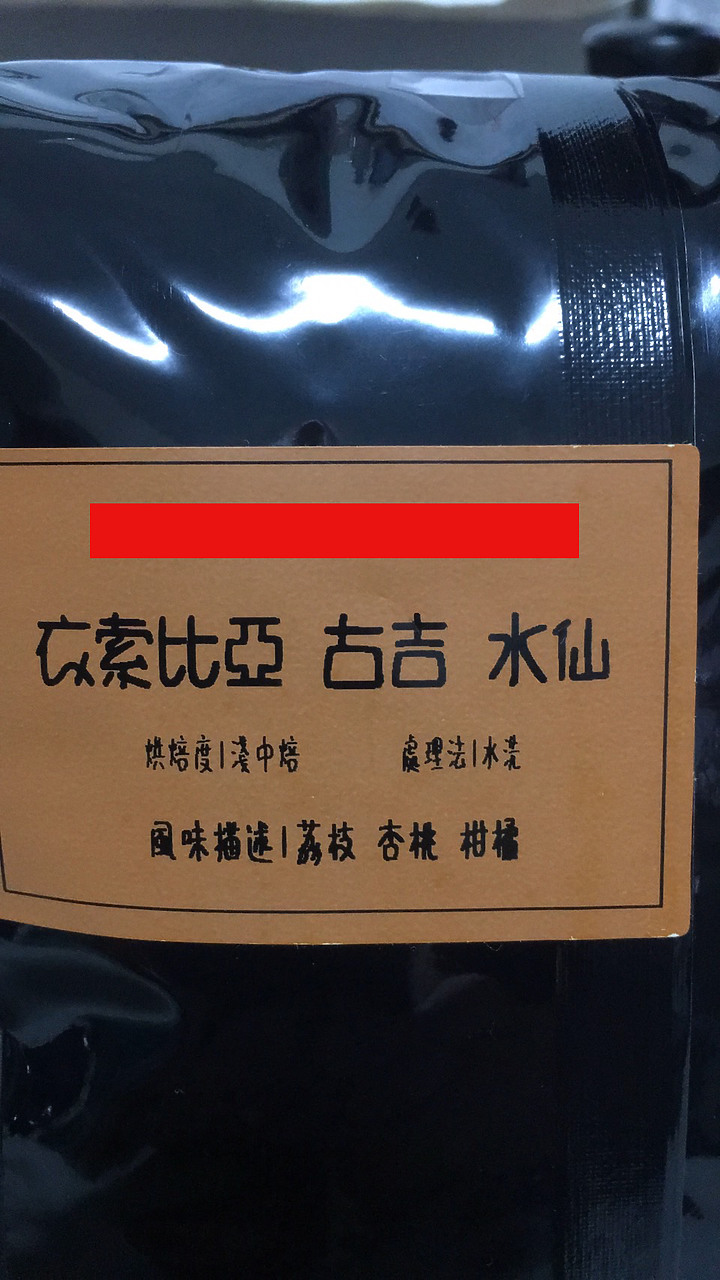 衣索比亞 古吉 水仙
烘焙度|淺中焙 處理法|水洗
風味描述|荔枝 杏桃 柑橘